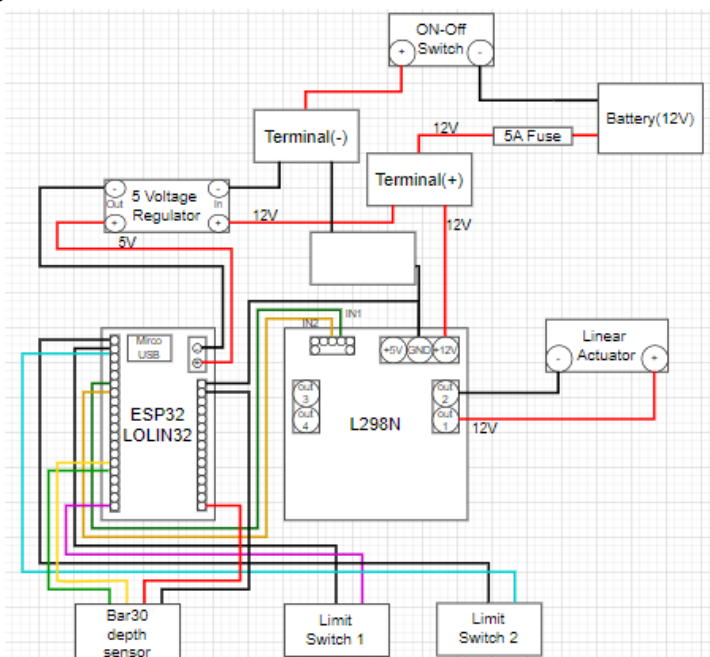 ON-Off
Switch
+
-
Battery(12V)
12V
5A Fuse
Terminal(-)
Terminal(+)
-
-
5 Voltage
Regulator
Out
In
+
+
12V
12V
5V
IN1
IN2
Mirco
USB
-
+
+5V
GND
+12V
Linear
Actuator
-
+
out
3
out
4
out
2
out
1
L298N
12V
ESP32
LOLIN32
Bar30
depth
sensor
Limit
Switch 1
Limit
Switch 2